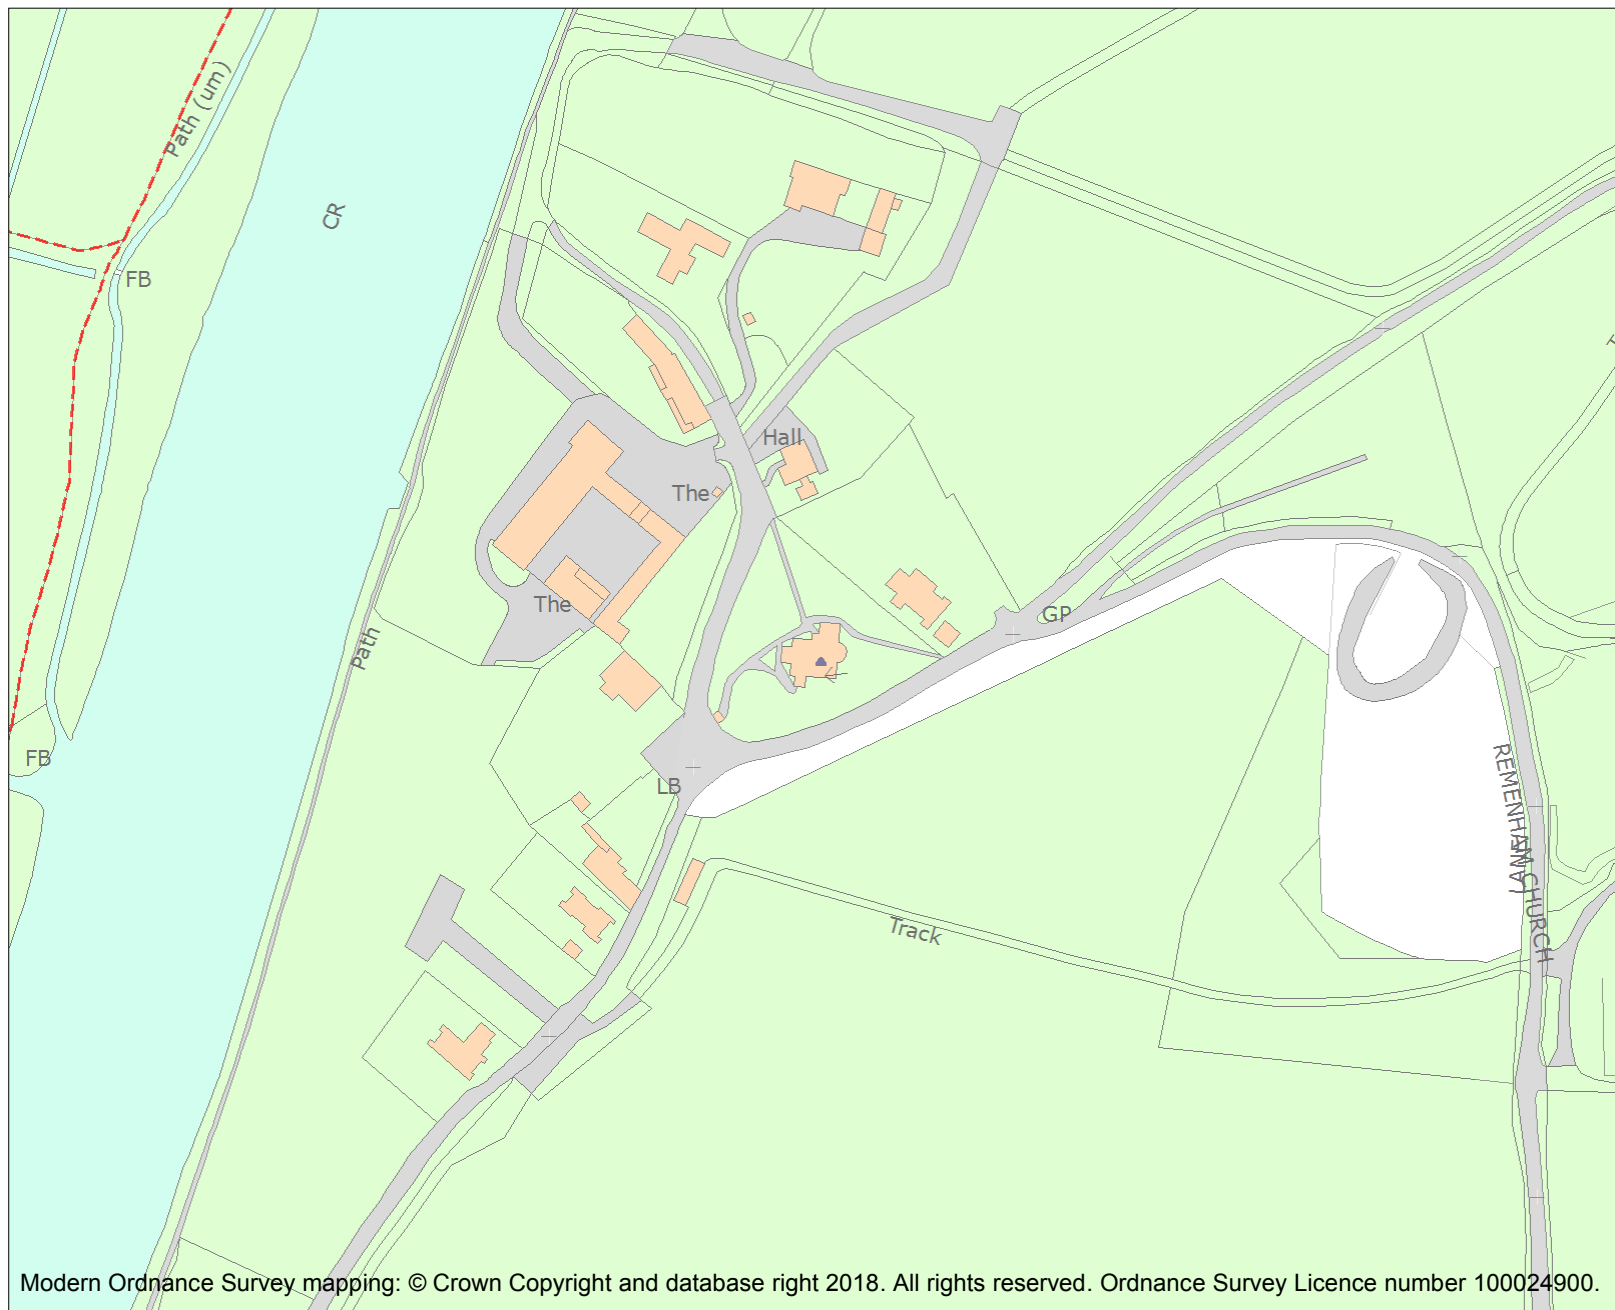 Path (um)
CR
FB
Hall
The
The
GP
Path
FB
LB
REMENHAM CHURCH
LANE
Track
Modern Ordnance Survey mapping: © Crown Copyright and database right 2018. All rights reserved. Ordnance Survey Licence number 100024900.